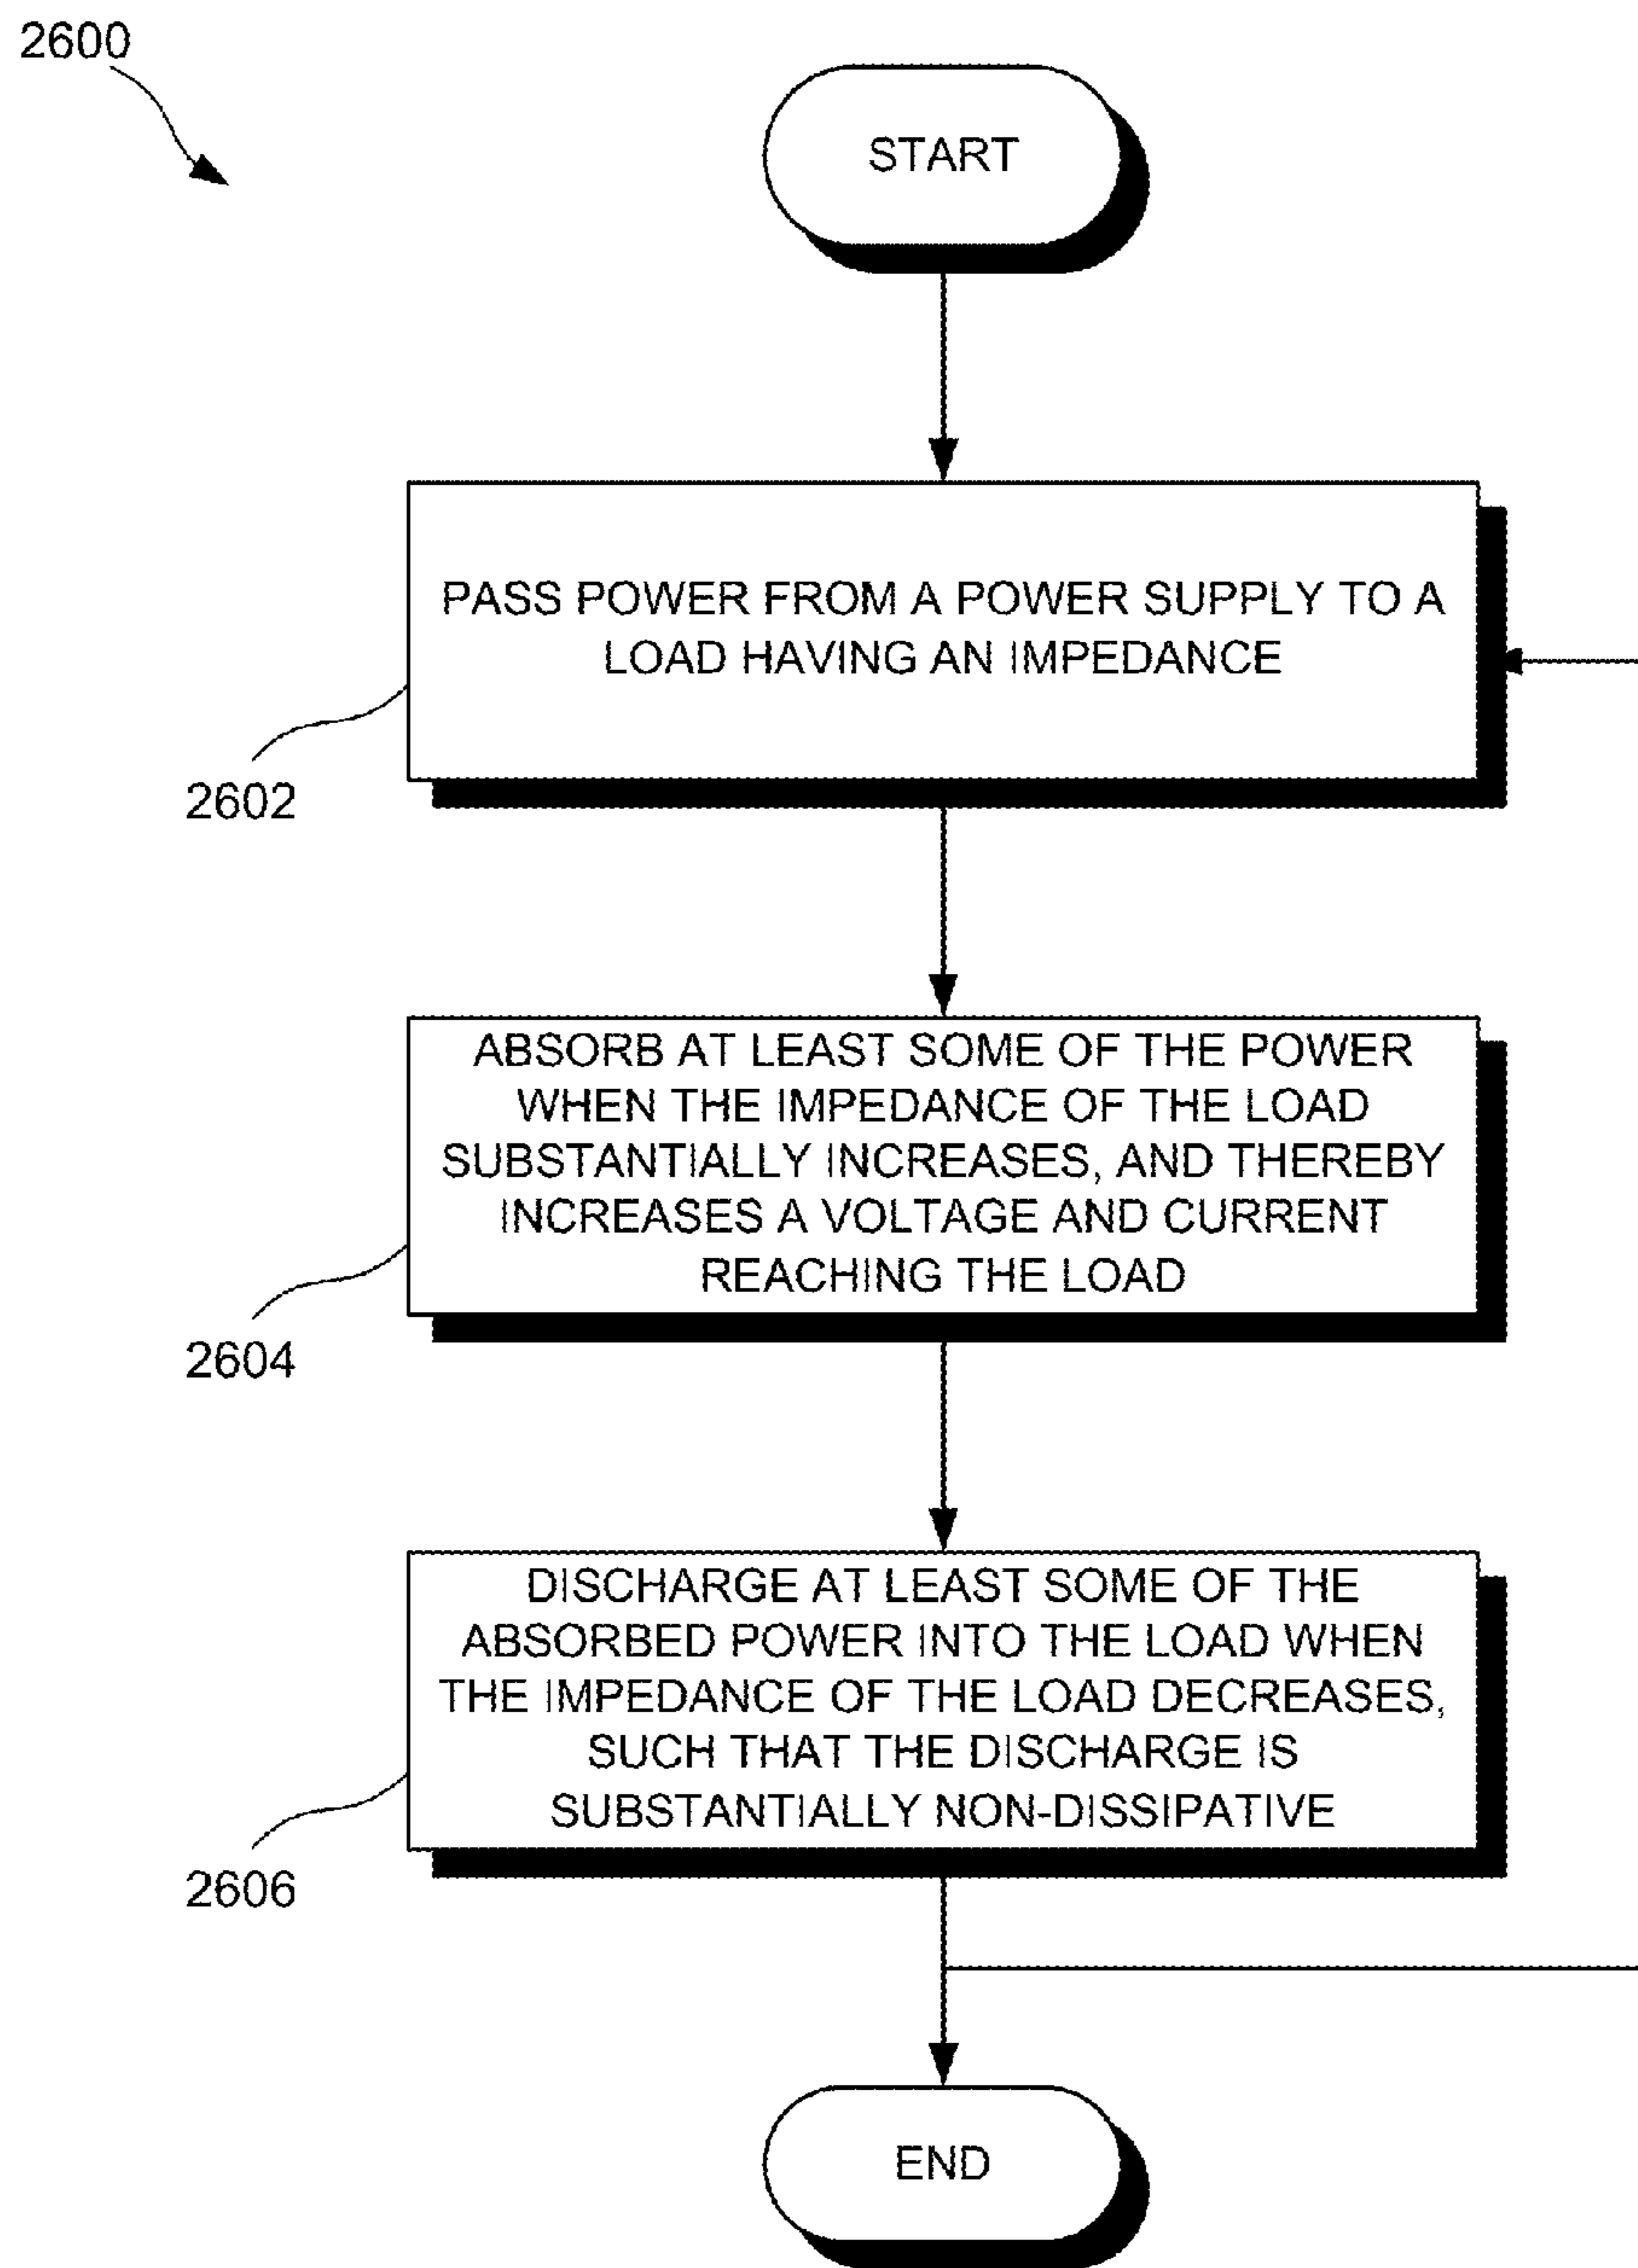 2600
START
PASS POWER FROM A POWER SUPPLY TO A
LOAD HAVING AN IMPEDANCE
2602
ABSORB AT LEAST SOME OF THE POWER
WHEN THE IMPEDANCE OF THE LOAD
SUBSTANTIALLY INCREASES, AND THEREBY
INCREASES A VOLTAGE AND CURRENT
REACHING THE LOAD
2604
DISCHARGE AT LEAST SOME OF THE
ABSORBED POWER INTO THE LOAD WHEN
THE IMPEDANCE OF THE LOAD DECREASES,
SUCH THAT THE DISCHARGE IS
SUBSTANTIALLY NON-DISSIPATIVE
2606
END